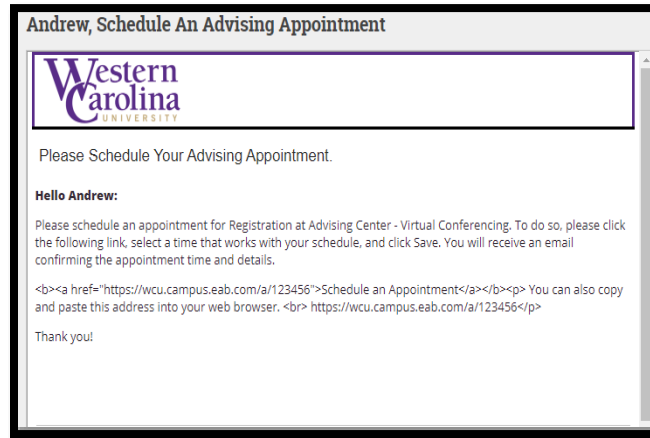 Andrew, Schedule An Advising Appointment
Western
Carolina
UNIVERSITY
Please Schedule Your Advising Appointment.
Hello Andrew:
Please schedule an appointment for Registration at Advising Center - Virtual Conferencing. To do so, please click
the following link, select a time that works with your schedule, and click Save. You will receive an email
confirming the appointment time and details.
<b><a href="https://wcu.campus.eab.com/a/123456">Schedule an Appointment</a></b><p> You can also copy
and paste this address into your web browser. <br> https://wcu.campus.eab.com/a/123456</p>
Thank you!